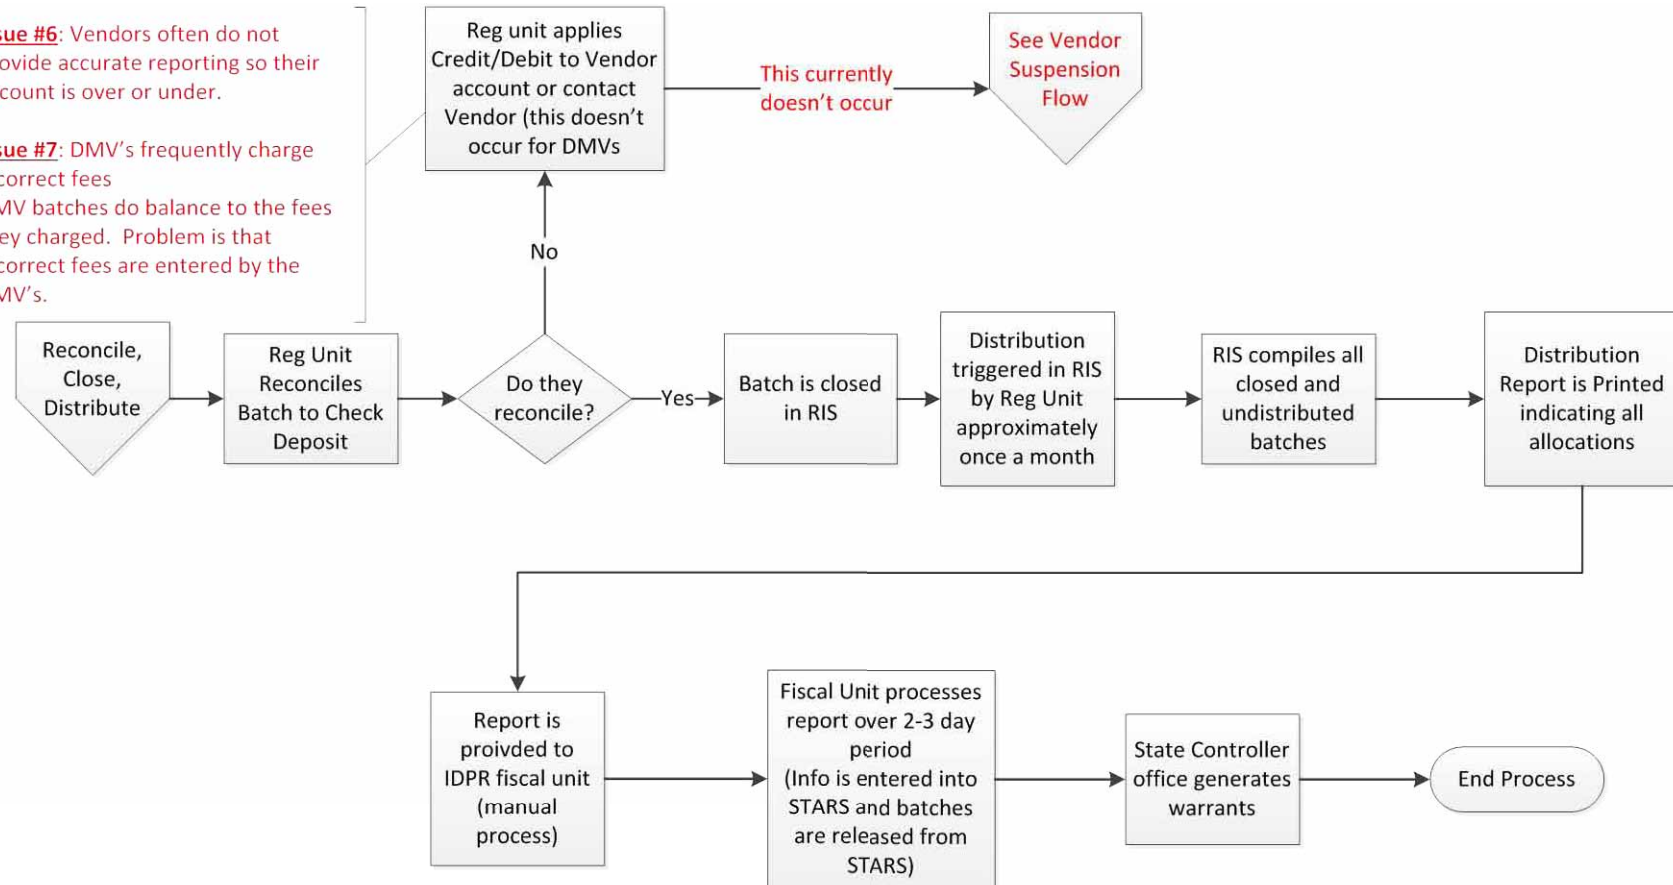 sue #6: Vendors often do not
ovide accurate reporting so their
count is over or under.
sue #7: DMV's frequently charge
correct fees
MV batches do balance to the fees
ey charged. Problem is that
correct fees are entered by the
MV's.
Reg unit applies
Credit/Debit to Vendor
account or contact
Vendor (this doesn't
occur for DMVs
This currently
doesn't occur
See Vendor
Suspension
Flow
No
Reconcile,
Close,
Distribute
Reg Unit
Reconciles
Batch to Check
Deposit
Do they
reconcile?
Yes
Batch is closed
in RIS
Distribution
triggered in RIS
by Reg Unit
approximately
once a month
RIS compiles all
closed and
undistributed
batches
Distribution
Report is Printed
indicating all
allocations
Report is
proivded to
IDPR fiscal unit
(manual
process)
Fiscal Unit processes
report over 2-3 day
period
(Info is entered into
STARS and batches
are released from
STARS)
State Controller
office generates
warrants
End Process